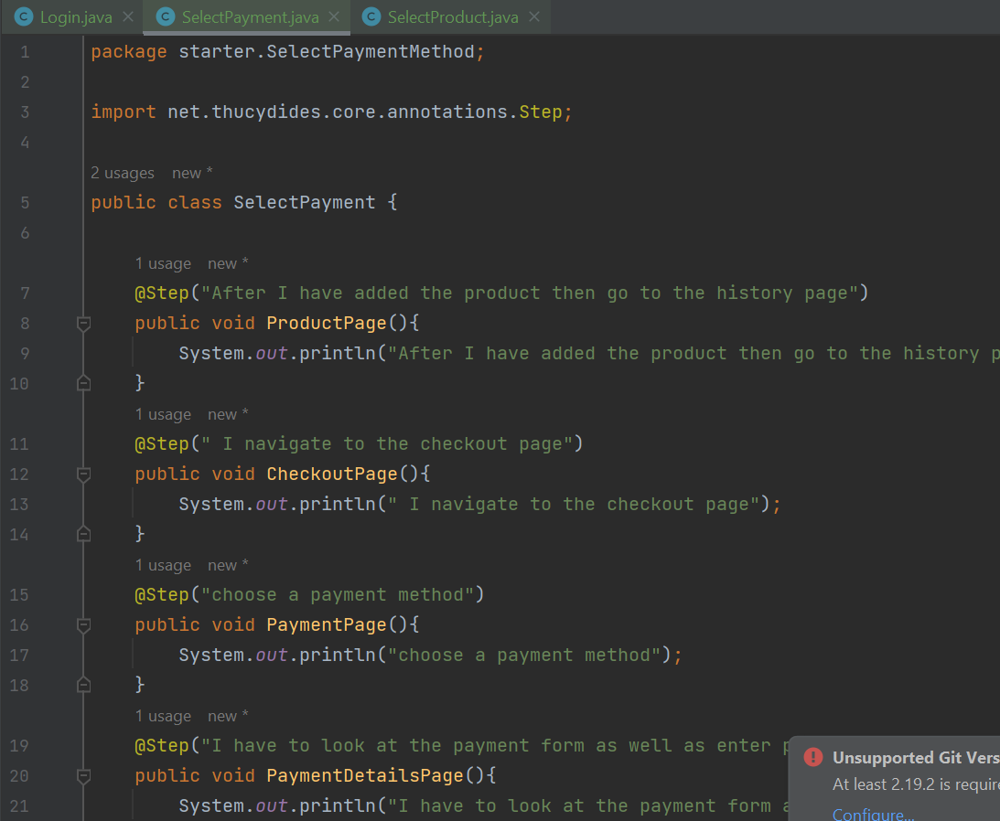 Login.java SelectPayment.java SelectProduct.java
1 package starter.SelectPaymentMethod;
2
3 import net.thucydides.core.annotations.Step;
4
2 usages new *
5 public class SelectPayment {
6
1 usage new *
7 @Step("After I have added the product then go to the history page")
8 public void ProductPage(){
9 System.out.println("After I have added the product then go to the history
10 }
1 usage new *
11 @Step(" I navigate to the checkout page")
12 public void CheckoutPage(){
13 System.out.println(" I navigate to the checkout page");
14 }
1 usage new *
15 @Step("choose a payment method")
16 public void PaymentPage(){
17 System.out.println("choose a payment method");
18 }
1 usage new *
19 @Step("I have to look at the payment form as well as enter
20 public void PaymentDetailsPage(){
21 System.out.println("I have to look at the payment form
Unsupported Git Vers
At least 2.19.2 is require
Configure...